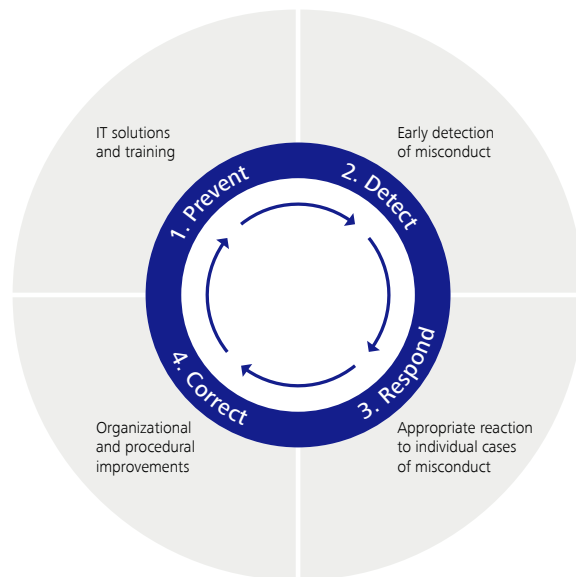 IT solutions
and training
Early detection
of misconduct
1. Prevent
2. Detect
3. Respond
4. Correct
Organizational
and procedural
improvements
Appropriate reaction
to individual cases
of misconduct